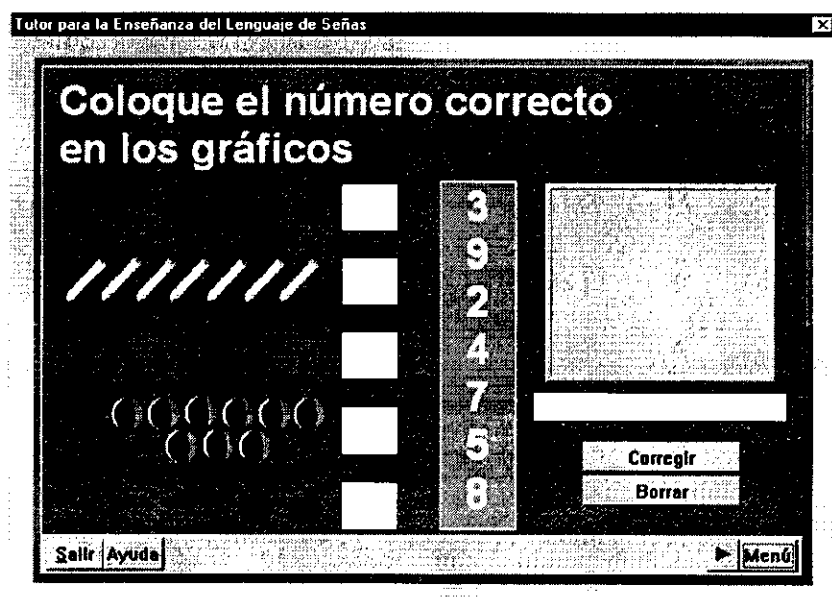 Tutor para la Enseñanza del Lenguaje de Señas
Coloque el número correcto
en los gráficos
3
9
2
4
7
5
8
Corregir
Borrar
Salir Ayuda
Menú